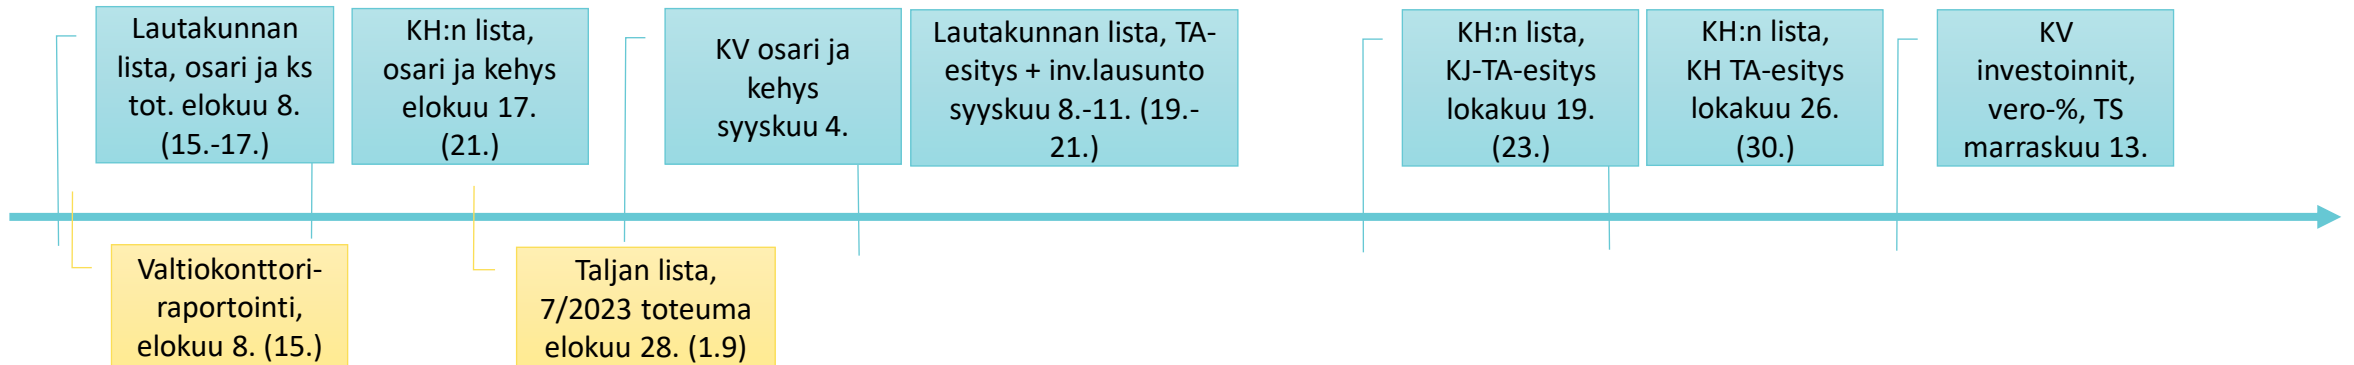 Lautakunnan
lista, osari ja ks
tot. elokuu 8.
(15.-17.)
KH:n lista,
osari ja kehys
elokuu 17.
(21.)
KV osari ja
kehys
syyskuu 4.
Lautakunnan lista, TA-
esitys + inv.lausunto
syyskuu 8.-11. (19.-
21.)
KH:n lista,
KJ-TA-esitys
lokakuu 19.
(23.)
KH:n lista,
KH TA-esitys
lokakuu 26.
(30.)
KV
investoinnit,
vero-%, TS
marraskuu 13.
Valtiokonttori-
raportointi,
elokuu 8. (15.)
Taljan lista,
7/2023 toteuma
elokuu 28. (1.9)